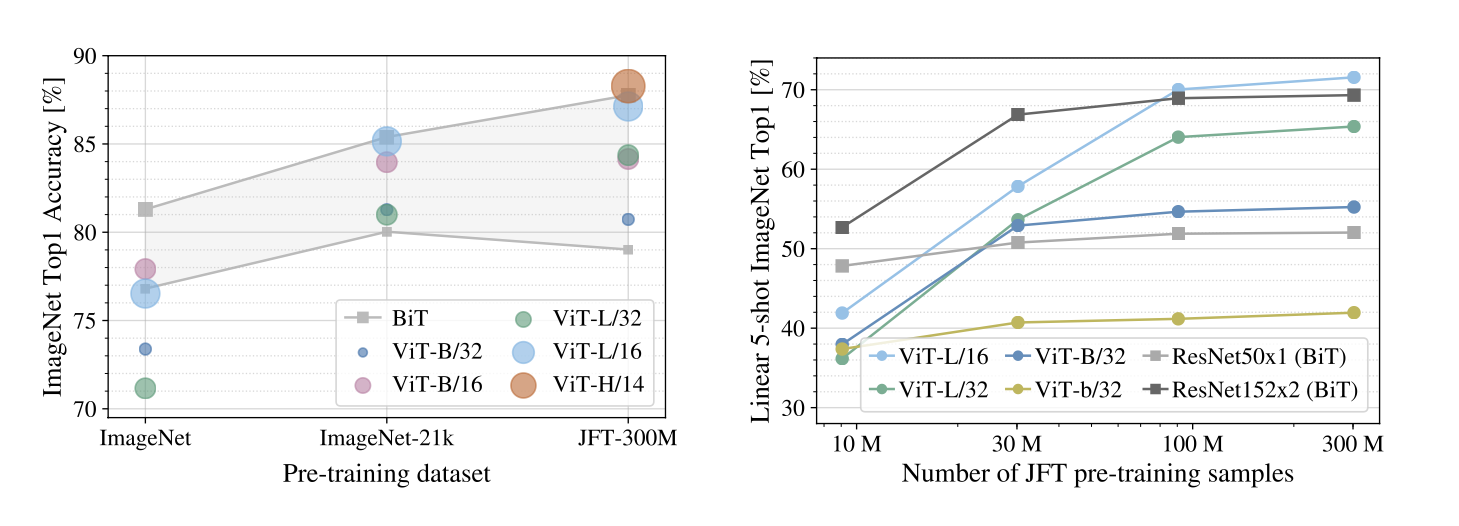 ImageNet Top1 Accuracy [%]
90
85
80
75
70
BiT
ViT-B/32
ViT-B/16
ViT-L/32
ViT-L/16
ViT-H/14
ImageNet
ImageNet-21k
JFT-300M
Pre-training dataset
Linear 5-shot ImageNet Top1 [%]
70
60
50
40
30
ViT-L/16
ViT-L/32
ViT-B/32
ViT-b/32
ResNet50x1 (BiT)
ResNet152x2 (BiT)
10 M
30 M
100 M
300 M
Number of JFT pre-training samples